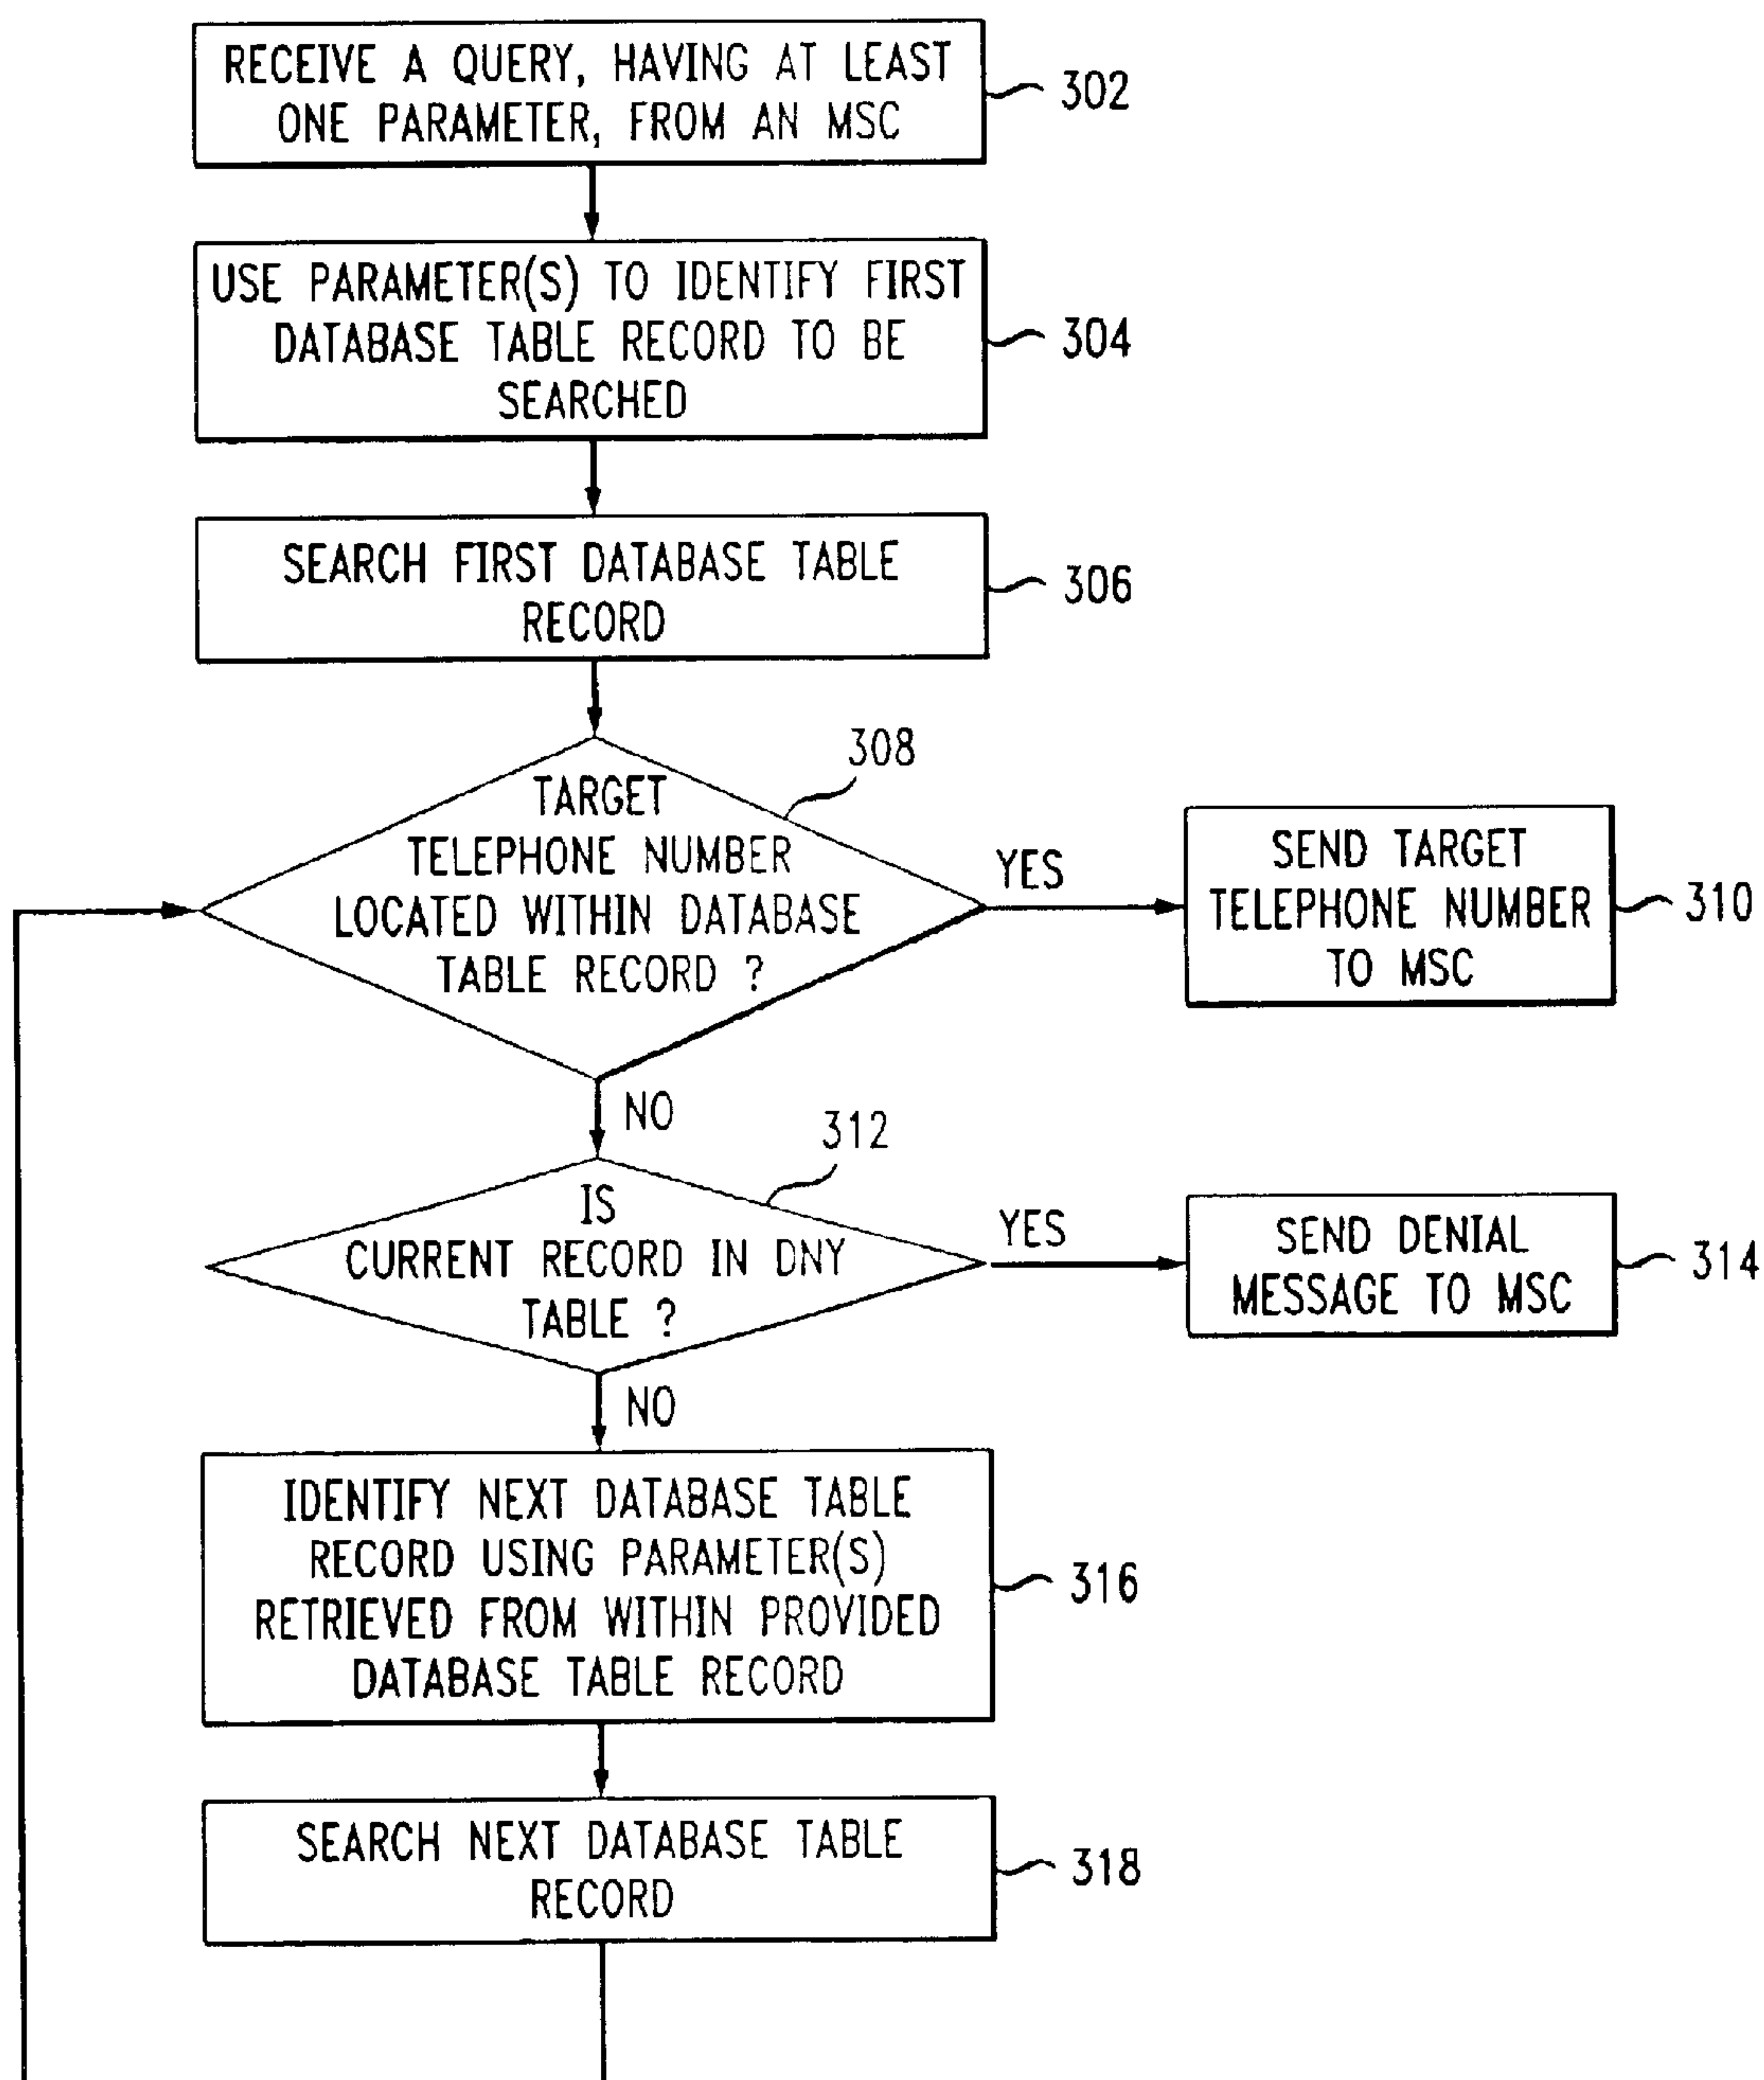 RECEIVE A QUERY, HAVING AT LEAST
ONE PARAMETER, FROM AN MSC
302
USE PARAMETER(S) TO IDENTIFY FIRST
DATABASE TABLE RECORD TO BE
SEARCHED
304
SEARCH FIRST DATABASE TABLE
RECORD
306
308
TARGET
TELEPHONE NUMBER
LOCATED WITHIN DATABASE
TABLE RECORD ?
YES
SEND TARGET
TELEPHONE NUMBER
TO MSC
310
NO
312
IS
CURRENT RECORD IN DNY
TABLE ?
YES
SEND DENIAL
MESSAGE TO MSC
314
NO
IDENTIFY NEXT DATABASE TABLE
RECORD USING PARAMETER(S)
RETRIEVED FROM WITHIN PROVIDED
DATABASE TABLE RECORD
316
SEARCH NEXT DATABASE TABLE
RECORD
318